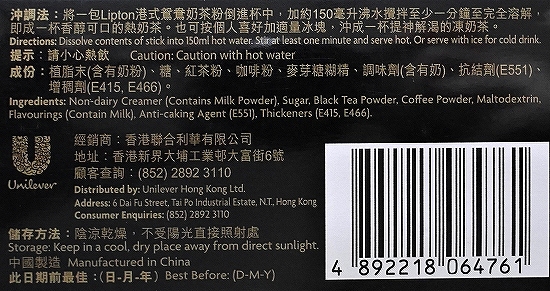 沖調法：將一包Lipton港式鴛鴦奶茶粉倒進杯中，加約150毫升沸水攪拌至少一分鐘至完全溶解
即成一杯香醇可口的熱奶茶。也可按個人喜好加適量冰塊，沖成一杯提神解渴的凍奶茶。
Directions: Dissolve contents of stick into 150ml hot water. Stir at least one minute and serve hot. Or serve with ice for cold drink.
提示：請小心熱飲 Caution: Caution with hot water
成份：植脂末(含有奶粉)、糖、紅茶粉、咖啡粉、麥芽糖糊精、調味劑(含有奶)、抗結劑(E551)、
增稠劑(E415, E466).
Ingredients: Non-dairy Creamer (Contains Milk Powder), Sugar, Black Tea Powder, Coffee Powder, Maltodextrin,
Flavourings (Contain Milk), Anti-caking Agent (E551), Thickeners (E415, E466).
Unilever
經銷商：香港聯合利華有限公司
地址：香港新界大埔工業邨大富街6號
顧客查詢：(852) 2892 3110
Distributed by: Unilever Hong Kong Ltd.
Address: 6 Dai Fu Street, Tai Po Industrial Estate, N.T., Hong Kong
Consumer Enquiries: (852) 2892 3110
儲存方法：陰涼乾燥，不受陽光直接照射處
Storage: Keep in a cool, dry place away from direct sunlight.
中國製造 Manufactured in China
此日期前最佳：(日-月-年) Best Before: (D-M-Y)
4 892218 064761